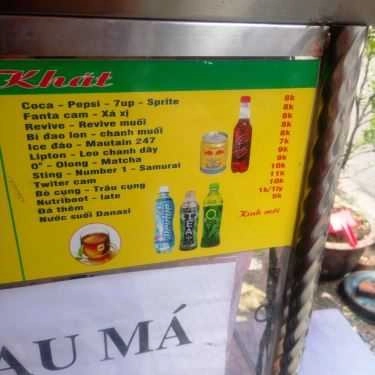 Khát
Coca - Pepsi - 7up - Sprite 8k
Fanta cam - Xá xị 8k
Revive - Revive muối 8k
Bí đao lon - chanh muối 8k
Ice đào - Mautain 247 7k
Lipton - Leo chanh dây 9k
0° - Olong - Matcha 9k
Sting - Number 1 - Samurai 10k
Twiter cam 11k
Bò cụng - Trâu cụng 10k
Nutriboot - late
Đá thêm 1k/1ly
Nước suối Danasi 5k
Kính mời
TEA+
AU MÁ